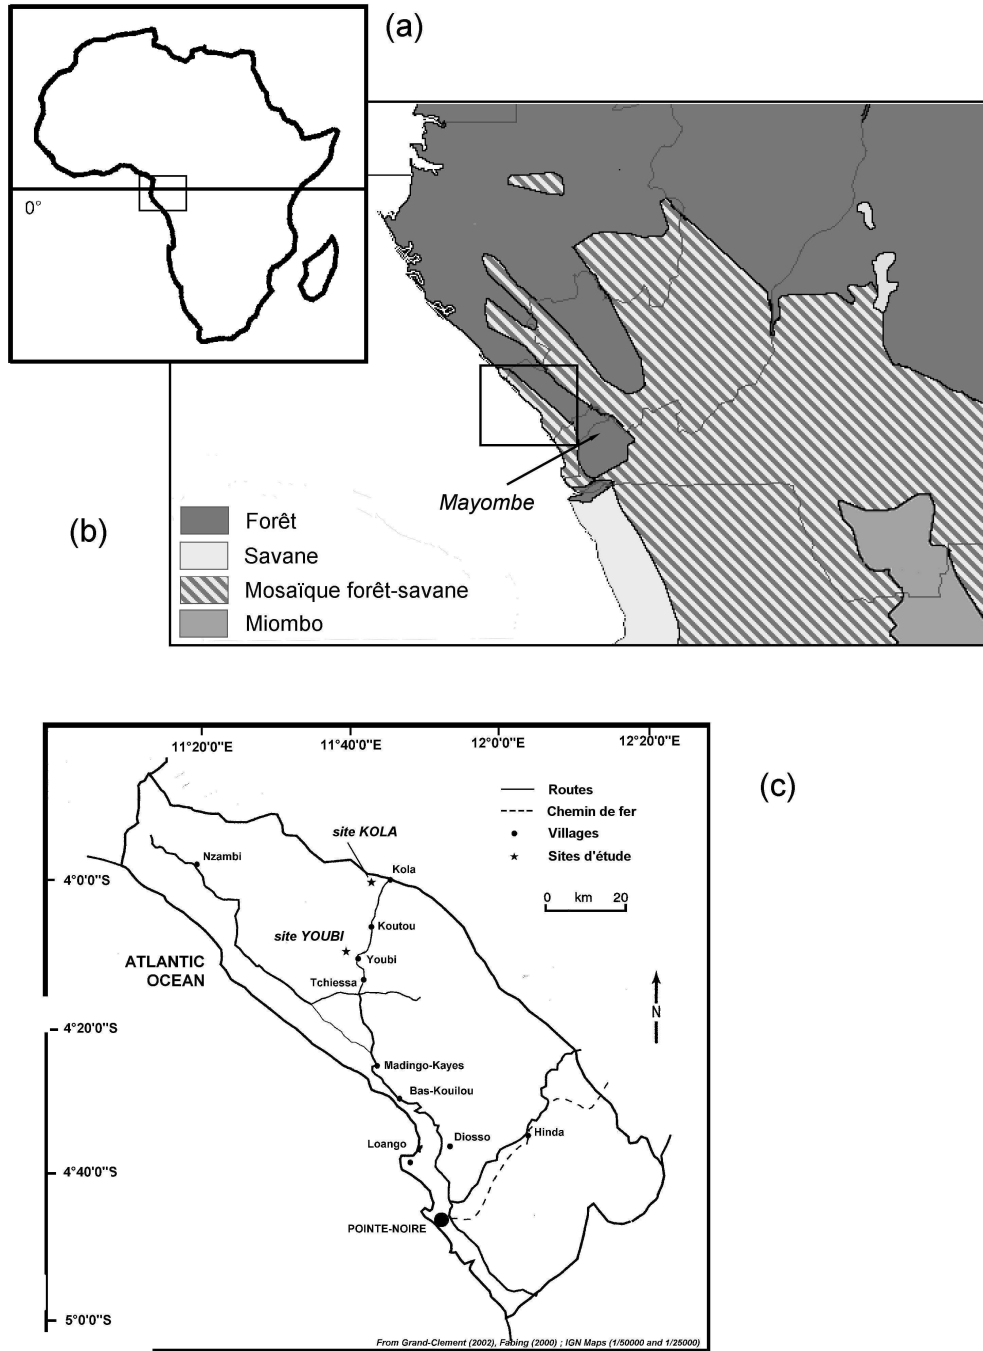 (a)
0°
Mayombe
(b)
Forêt
Savane
Mosaïque forêt-savane
Miombo
11°20'0"E
11°40'0"E
12°0'0"E
12°20'0"E
(c)
Routes
Chemin de fer
Villages
Sites d'étude
0 km 20
site KOLA
Nzambi
Kola
4°0'0"S
Koutou
site YOUBI
Youbi
ATLANTIC
OCEAN
Tchiessa
N
4°20'0"S
Madingo-Kayes
Bas-Kouilou
Diosso
Hinda
Loango
4°40'0"S
POINTE-NOIRE
5°0'0"S
From Grand-Clement (2002), Fabing (2000) ; IGN Maps (1/50000 and 1/25000)